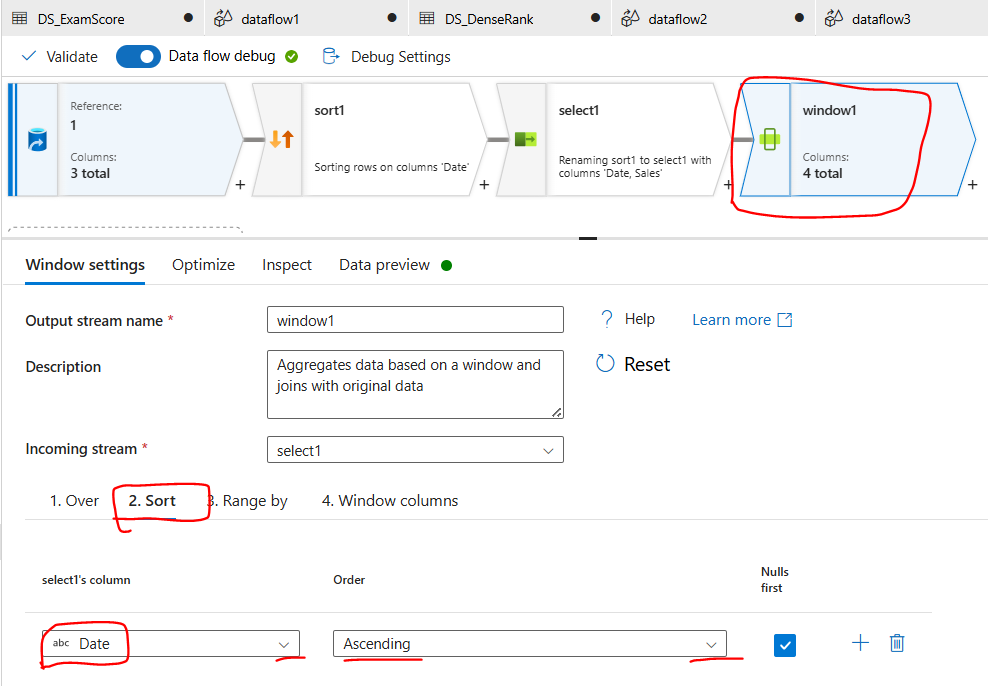 DS_ExamScore
dataflow1
DS_DenseRank
dataflow2
dataflow3
Validate
Data flow debug
Debug Settings
Reference:
1
Columns:
3 total
+
sort1
Sorting rows on columns 'Date'
+
select1
Renaming sort1 to select1 with
columns 'Date, Sales'
+
window1
Columns:
4 total
+
Window settings
Optimize
Inspect
Data preview
Output stream name *
window1
? Help
Learn more
Description
Aggregates data based on a window and
joins with original data
Reset
Incoming stream *
select1
1. Over
2. Sort
3. Range by
4. Window columns
select1's column
Order
Nulls
first
abc Date
Ascending